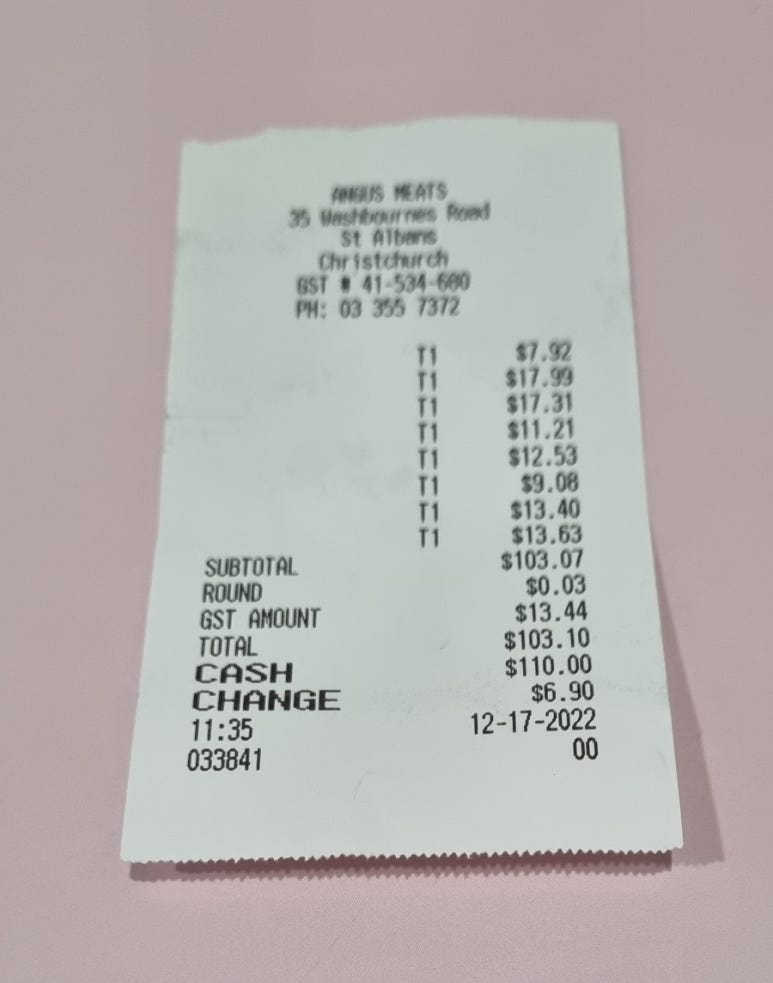 ANGUS MEATS
35 Washbournes Road
St Albans
Christchurch
GST # 41-534-600
PH: 03 355 7372
T1 $7.92
T1 $17.99
T1 $17.31
T1 $11.21
T1 $12.53
T1 $9.08
T1 $13.40
T1 $13.63
SUBTOTAL $103.07
ROUND $0.03
GST AMOUNT $13.44
TOTAL $103.10
CASH $110.00
CHANGE $6.90
11:35 12-17-2022
033841 00